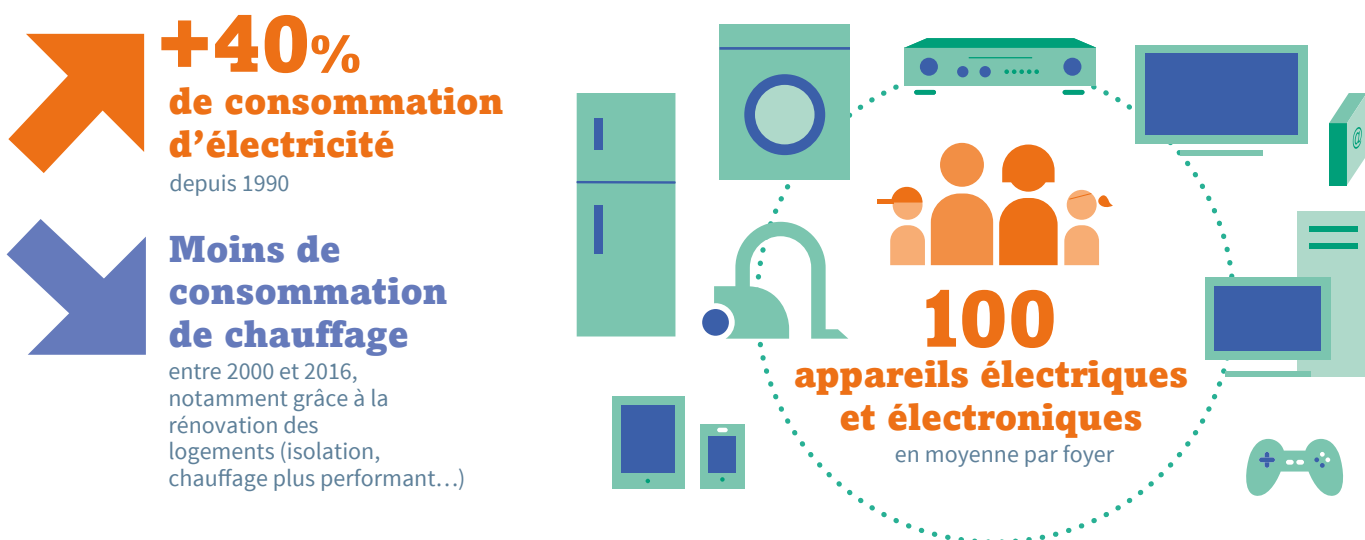 +40%
de consommation
d’électricité
depuis 1990
Moins de
consommation
de chauffage
entre 2000 et 2016,
notamment grâce à la
rénovation des
logements (isolation,
chauffage plus performant…)
@
100
appareils électriques
et électroniques
en moyenne par foyer